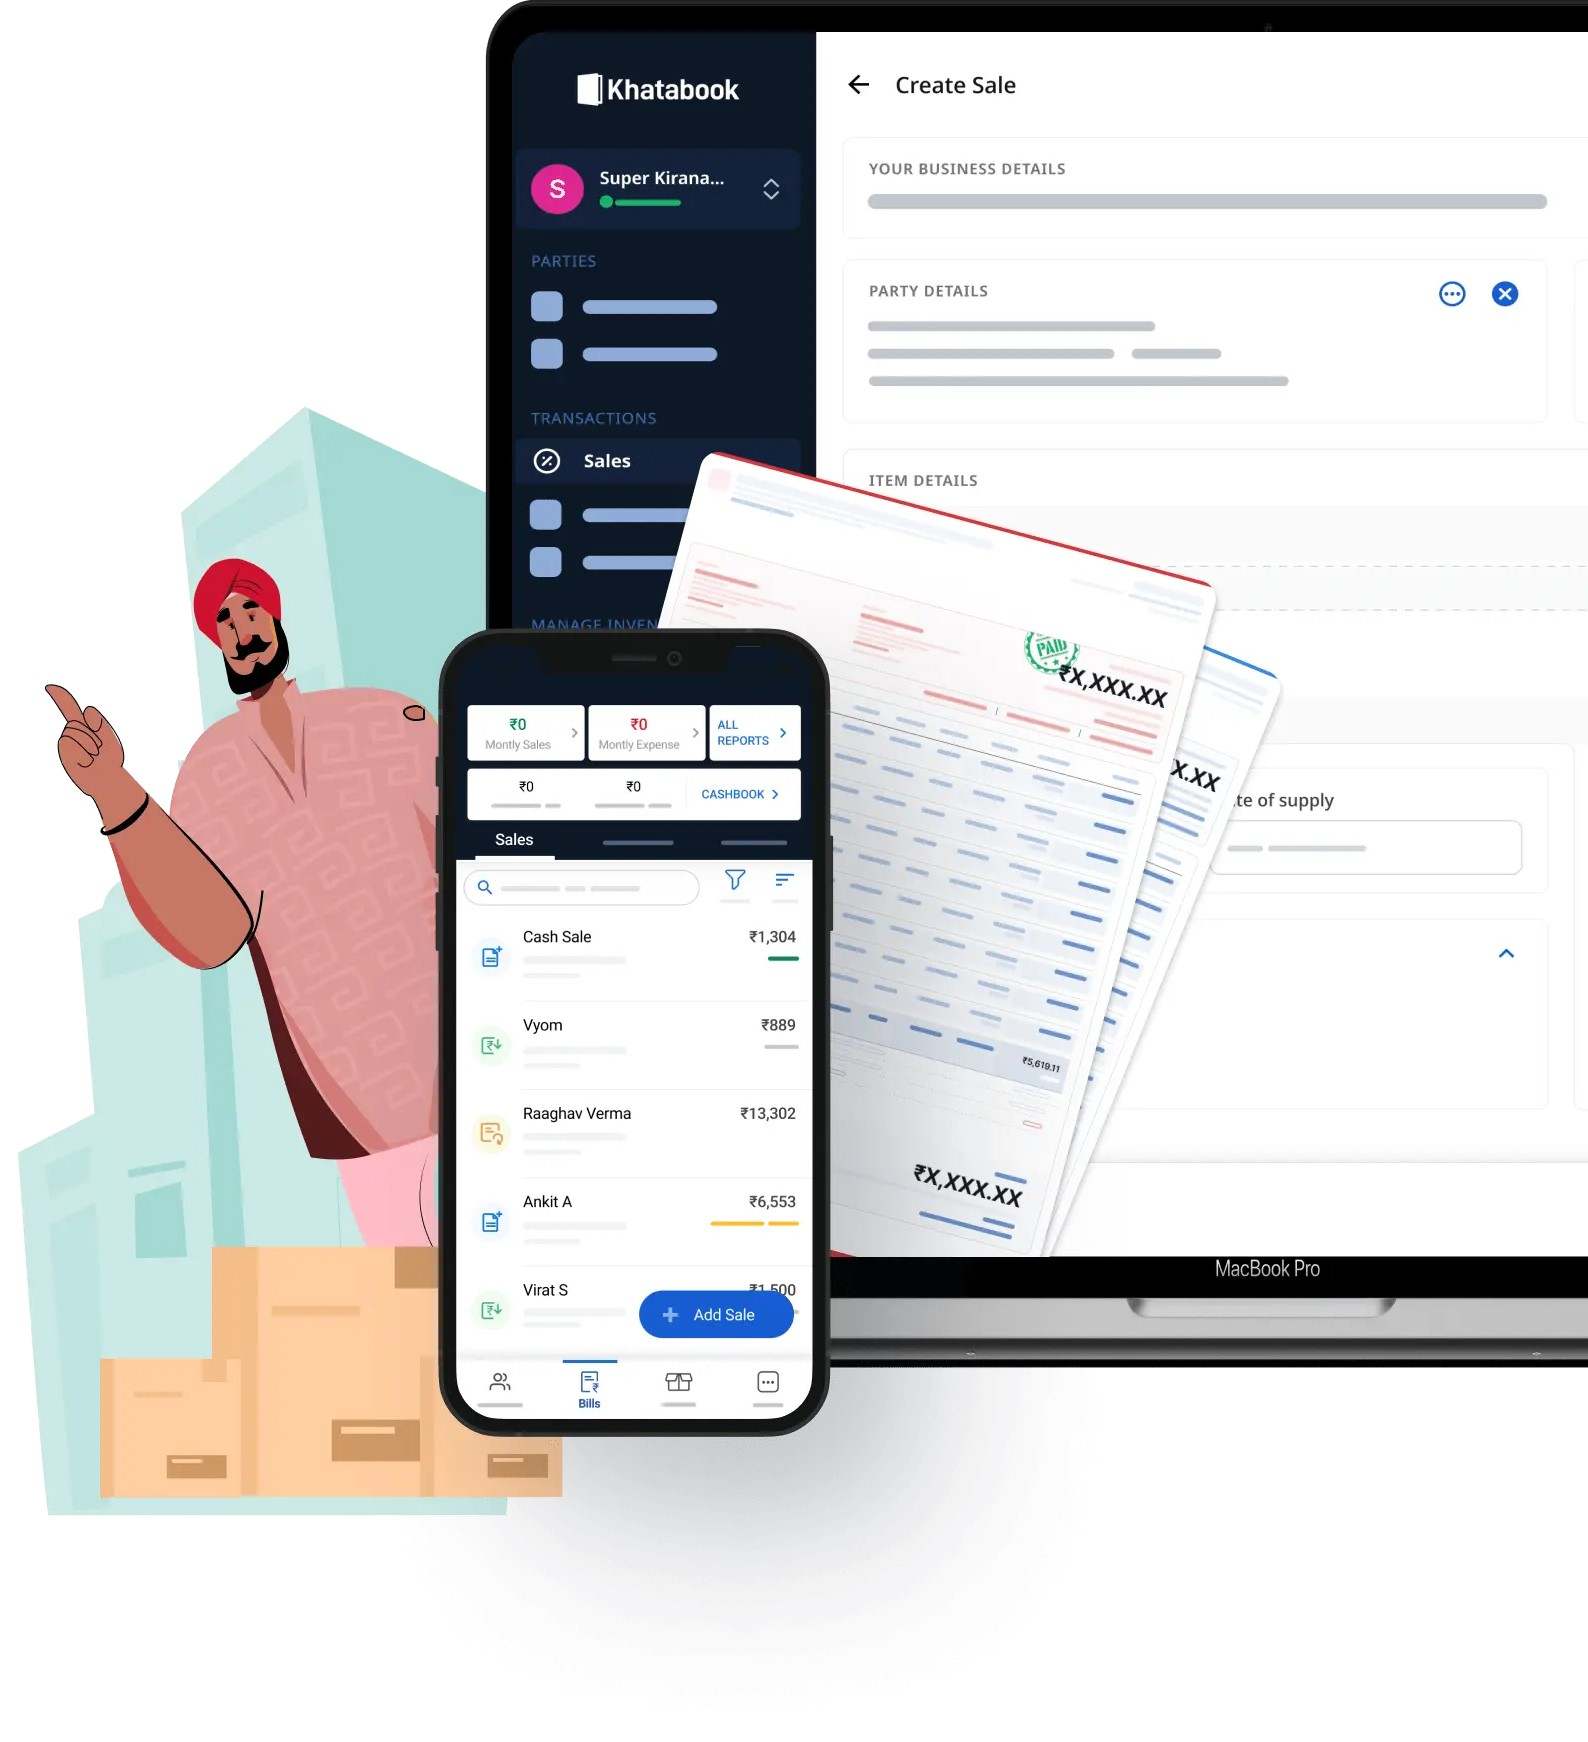 Khatabook
Create Sale
S
Super Kirana...
YOUR BUSINESS DETAILS
PARTIES
PARTY DETAILS
TRANSACTIONS
Sales
ITEM DETAILS
MANAGE INVEN
PAID
₹X,XXX.XX
X.XX
te of supply
₹5,619.11
₹X,XXX.XX
MacBook Pro
₹0
Montly Sales
₹0
Montly Expense
ALL
REPORTS
₹0
₹0
CASHBOOK
Sales
Cash Sale
₹1,304
Vyom
₹889
Raaghav Verma
₹13,302
Ankit A
₹6,553
Virat S
₹1,500
Add Sale
Bills